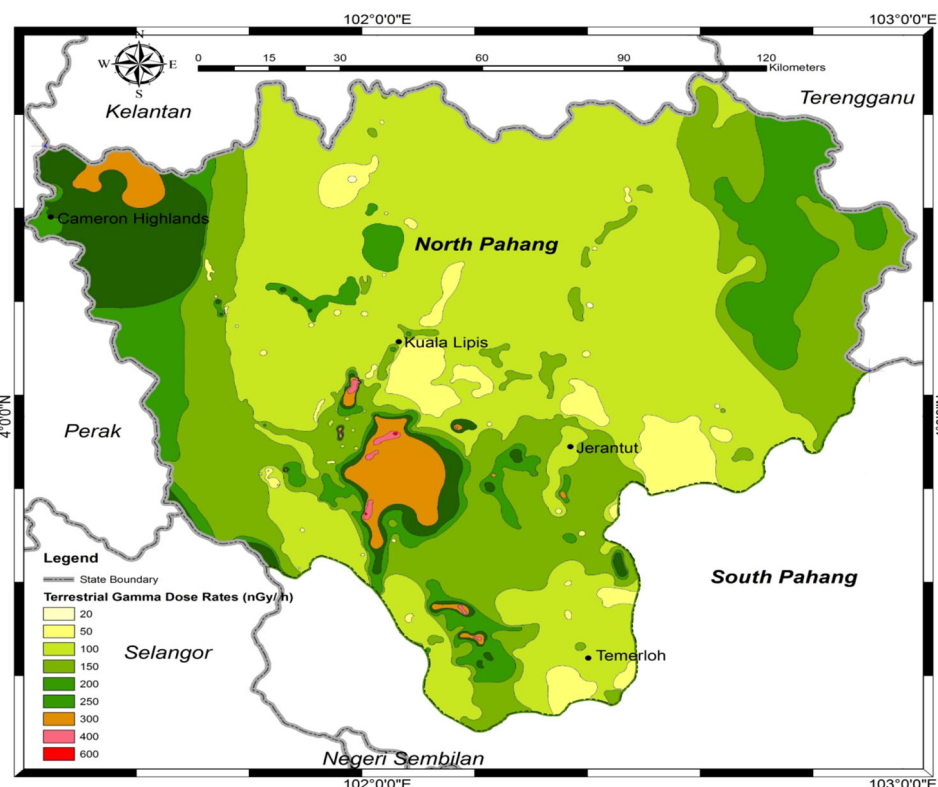 102°0'0"E 103°0'0"E
N
W E
S
0 15 30 60 90 120
Kilometers
Kelantan
Terengganu
Cameron Highlands
North Pahang
Kuala Lipis
4°0'0"N
Perak
Jerantut
Legend
State Boundary
Terrestrial Gamma Dose Rates (nGy/ h)
20
50
100
150
200
250
300
400
600
South Pahang
Selangor
Temerloh
Negeri Sembilan
102°0'0"E 103°0'0"E